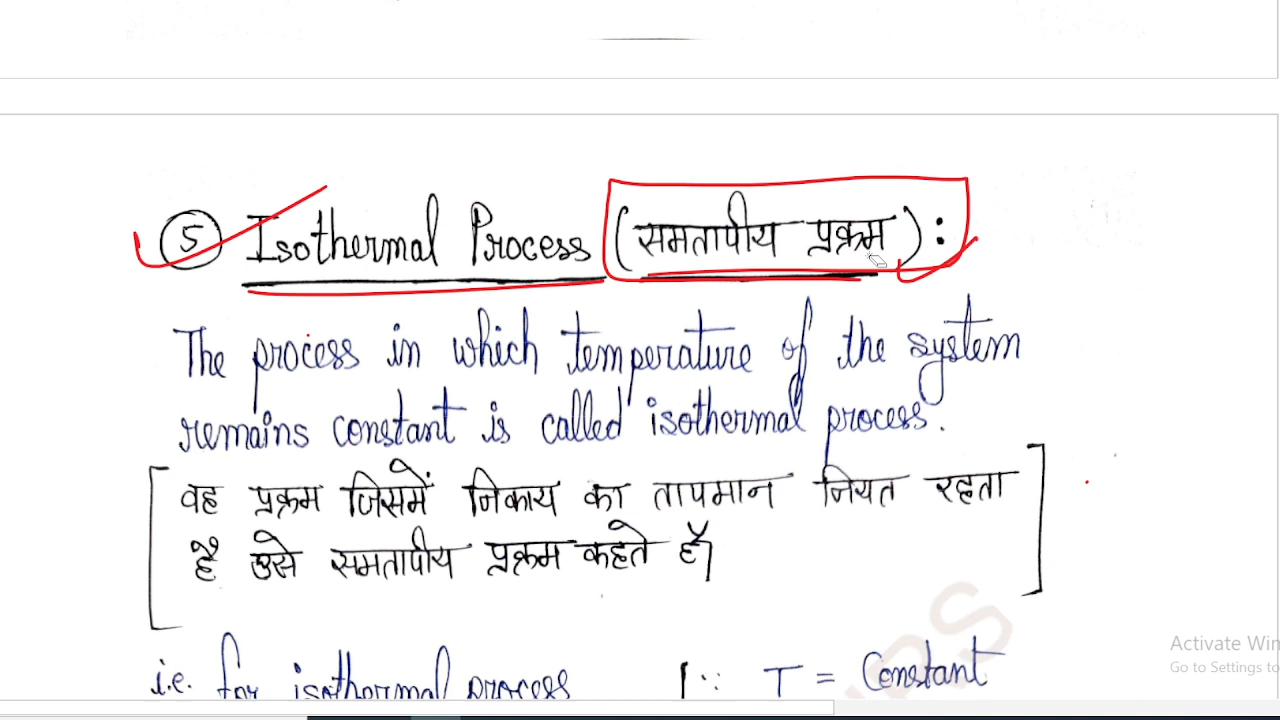 5 Isothermal Process (समतापीय प्रक्रम) :
The process in which temperature of the system
remains constant is called isothermal process.
[ वह प्रक्रम जिसमें निकाय का तापमान नियत रहता
है उसे समतापीय प्रक्रम कहते हैं। ]
i.e. for isothermal process ∵ T = Constant
Activate Win
Go to Settings to